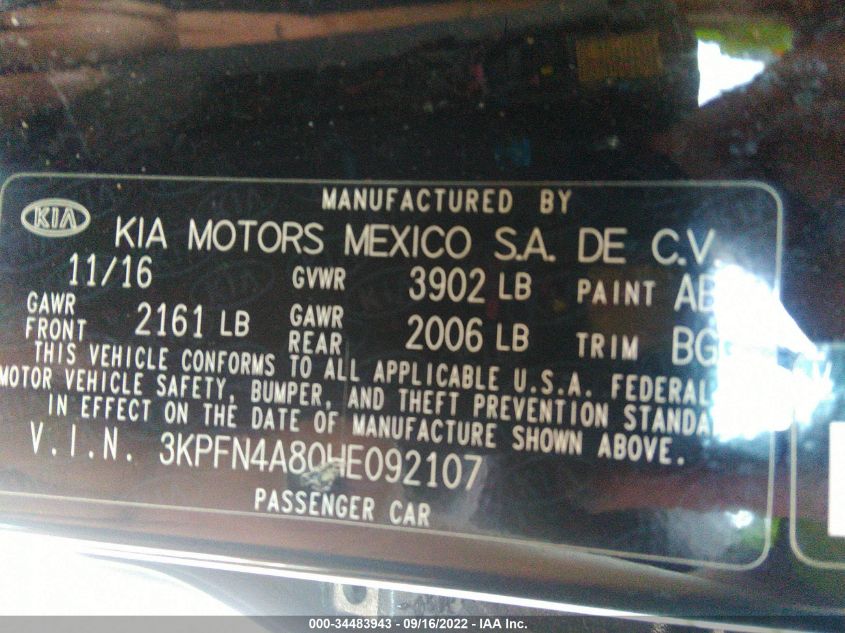 MANUFACTURED BY
KIA KIA MOTORS MEXICO S.A. DE C.V.
11/16 GVWR 3902 LB PAINT
GAWR FRONT 2161 LB GAWR REAR 2006 LB TRIM
THIS VEHICLE CONFORMS TO ALL APPLICABLE U.S.A. FEDERAL
MOTOR VEHICLE SAFETY, BUMPER, AND THEFT PREVENTION
IN EFFECT ON THE DATE OF MANUFACTURE SHOWN ABOVE.
V.I.N. 3KPFN4A80HE092107
PASSENGER CAR
000-34483943 - 09/16/2022 - IAA Inc.